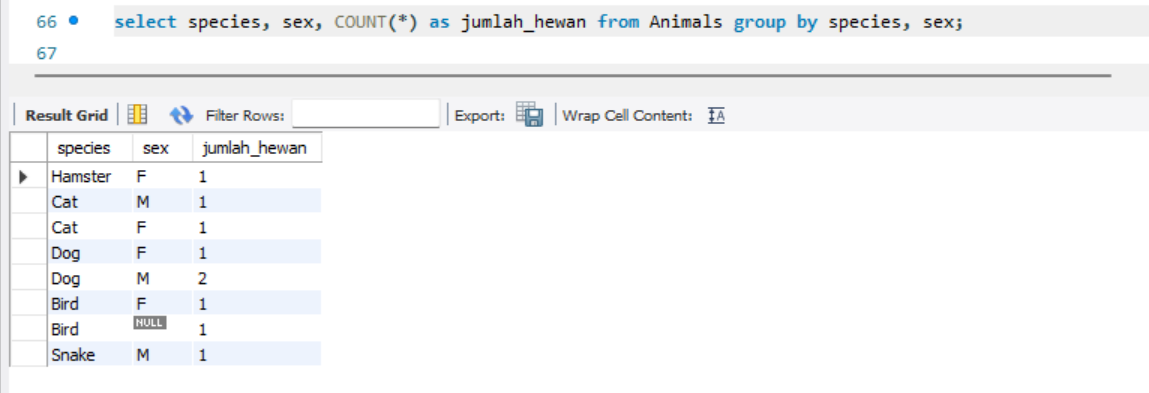 66 select species, sex, COUNT(*) as jumlah_hewan from Animals group by species, sex;
67
Result Grid Filter Rows: Export: Wrap Cell Content: IA
species sex jumlah_hewan
Hamster F 1
Cat M 1
Cat F 1
Dog F 1
Dog M 2
Bird F 1
Bird NULL 1
Snake M 1